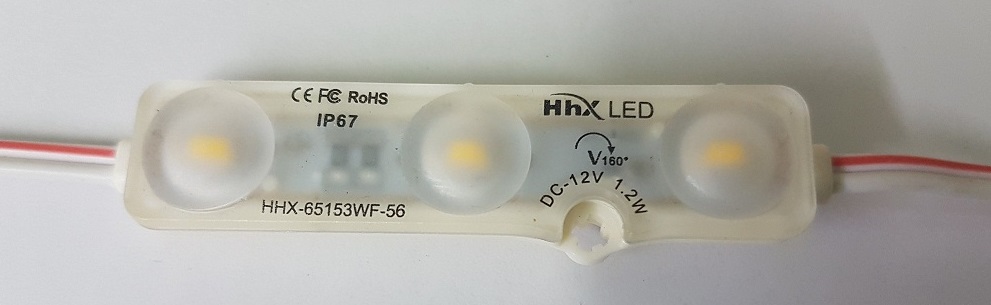 CE FC RoHS
IP67
HHX-65153WF-56
HhX LED
V160°
DC-12V 1.2W